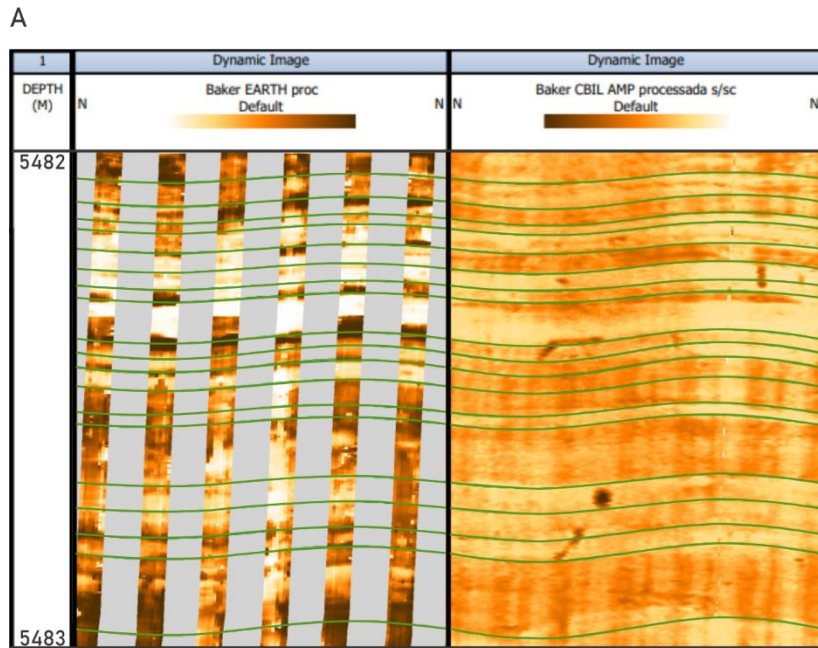 A
1 Dynamic Image Dynamic Image
DEPTH (M)
N Baker EARTH proc N
Default
N Baker CBIL AMP processada s/sc N
Default
5482
5483